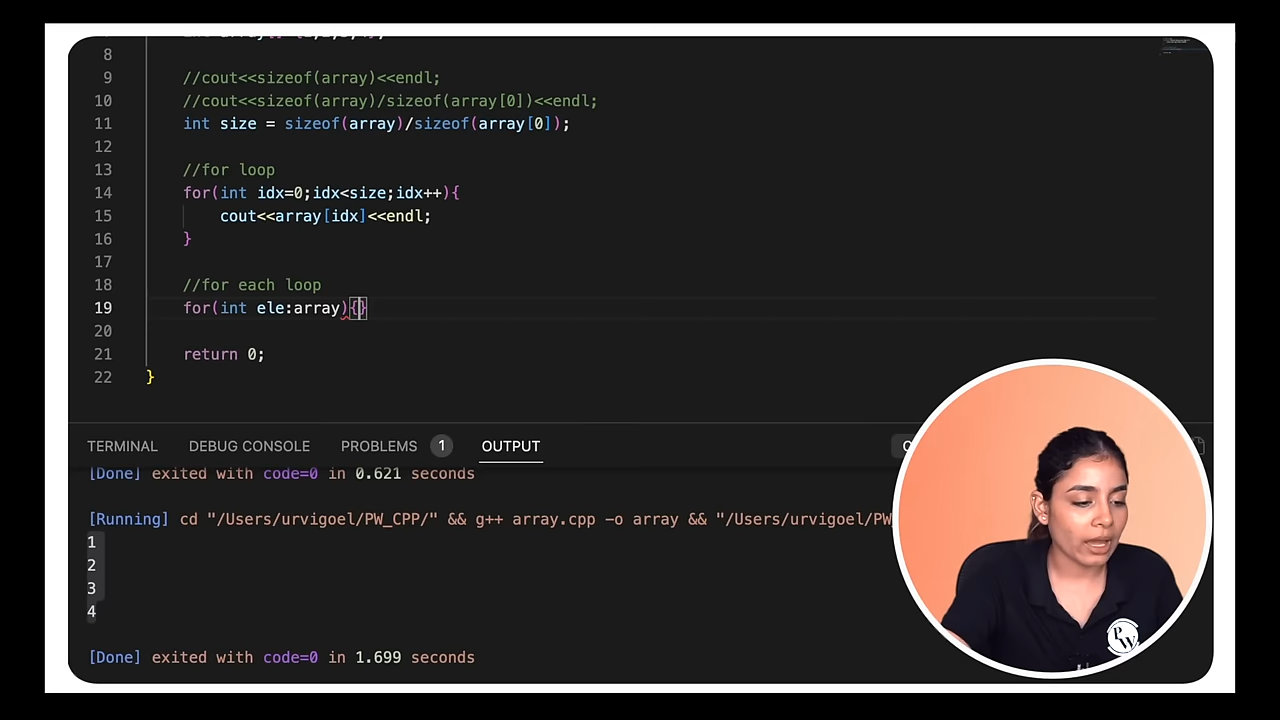 8
9 //cout<<sizeof(array)<<endl;
10 //cout<<sizeof(array)/sizeof(array[0])<<endl;
11 int size = sizeof(array)/sizeof(array[0]);
12
13 //for loop
14 for(int idx=0;idx<size;idx++){
15 cout<<array[idx]<<endl;
16 }
17
18 //for each loop
19 for(int ele:array){}
20
21 return 0;
22 }
TERMINAL DEBUG CONSOLE PROBLEMS 1 OUTPUT
[Done] exited with code=0 in 0.621 seconds
[Running] cd "/Users/urvigoel/PW_CPP/" && g++ array.cpp -o array && "/Users/urvigoel/PW
1
2
3
4
[Done] exited with code=0 in 1.699 seconds
PW